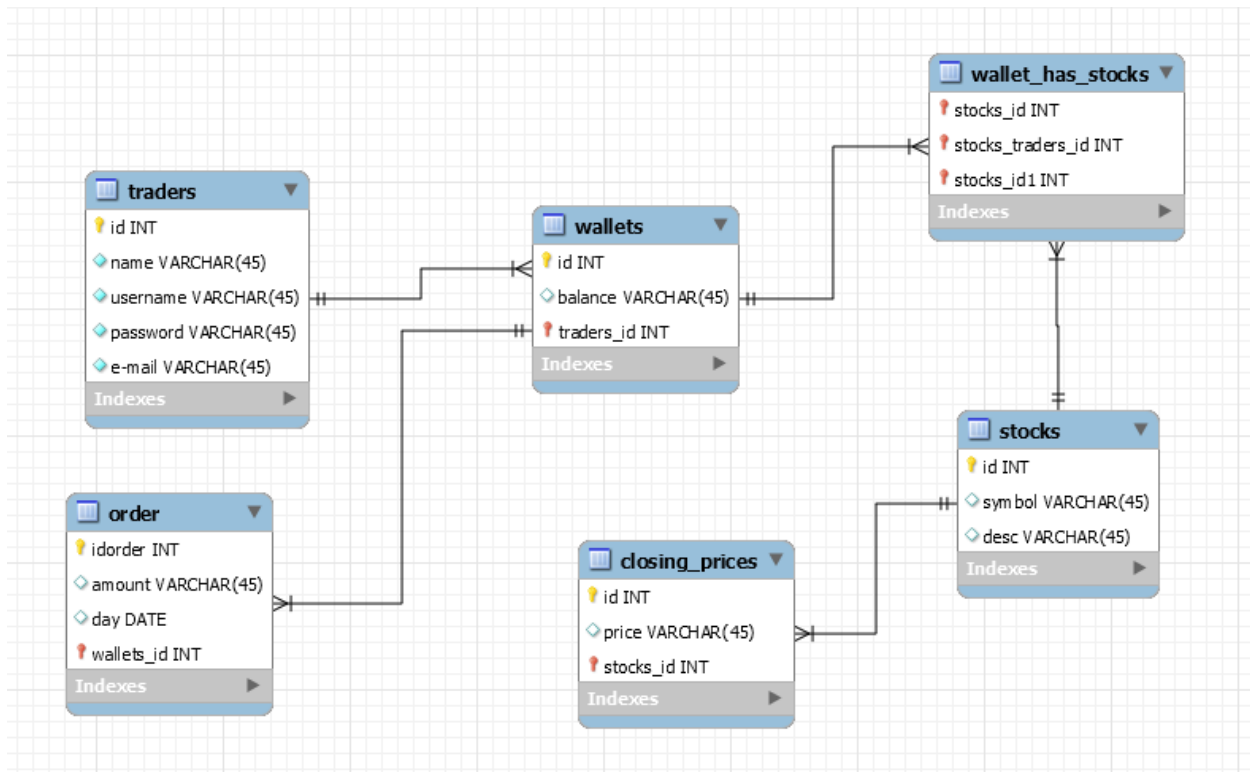 traders
id INT
name VARCHAR(45)
username VARCHAR(45)
password VARCHAR(45)
e-mail VARCHAR(45)
Indexes
order
idorder INT
amount VARCHAR(45)
day DATE
wallets_id INT
Indexes
wallets
id INT
balance VARCHAR(45)
traders_id INT
Indexes
closing_prices
id INT
price VARCHAR(45)
stocks_id INT
Indexes
wallet_has_stocks
stocks_id INT
stocks_traders_id INT
stocks_id1 INT
Indexes
stocks
id INT
symbol VARCHAR(45)
desc VARCHAR(45)
Indexes